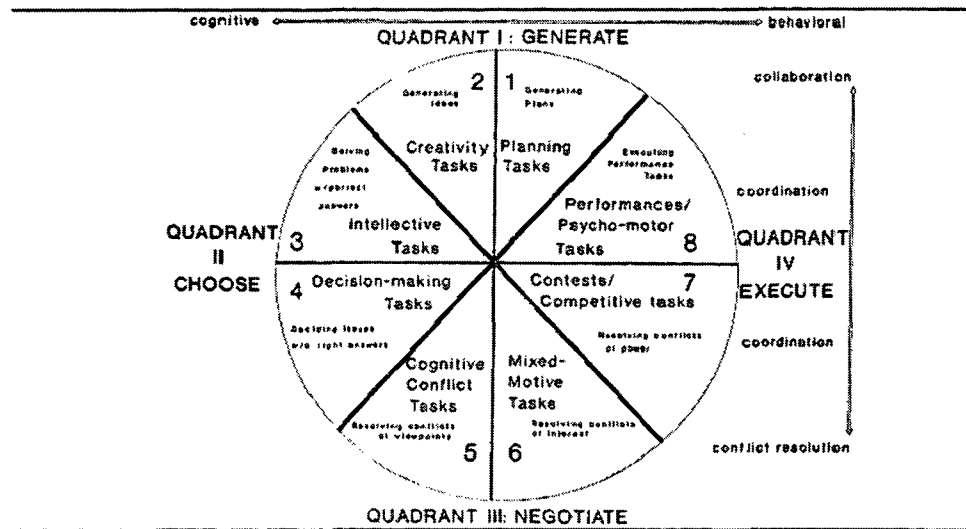 cognitive behavioral
QUADRANT I : GENERATE
collaboration
2 1
Generating
Ideas
Generating
Plans
Creativity
Tasks
Planning
Tasks
Solving
Problems
w/correct
answers
Executing
Performance
Tasks
coordination
Intellective
Tasks
3
Performances/
Psycho-motor
Tasks
8
QUADRANT
II
CHOOSE
QUADRANT
IV
EXECUTE
4
Decision-making
Tasks
Deciding issues
w/o right answers
Contests/
Competitive tasks
7
Resolving conflicts
of power
coordination
Cognitive
Conflict
Tasks
Resolving conflicts
of viewpoints
5
Mixed-
Motive
Tasks
Resolving conflicts
of interest
6
conflict resolution
QUADRANT III: NEGOTIATE